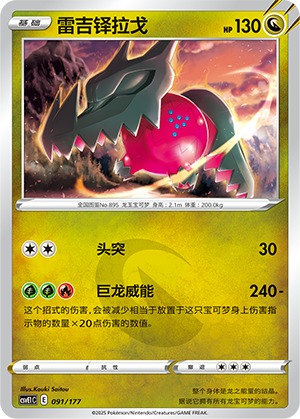 基础
雷吉铎拉戈
HP 130
全国图鉴No.895 龙玉宝可梦 身高：2.1m 体重：200.0kg
头突 30
巨龙威能 240-
这个招式的伤害，会被减少相当于放置于这只宝可梦身上伤害指
示物的数量×20点伤害的数值。
弱点 抗性 撤退
Illus.Kouki Saitou
E 091/177
整个身体是龙之能量的结晶。
据说它拥有所有龙宝可梦的能力。
©2025 Pokémon/Nintendo/Creatures/GAME FREAK.